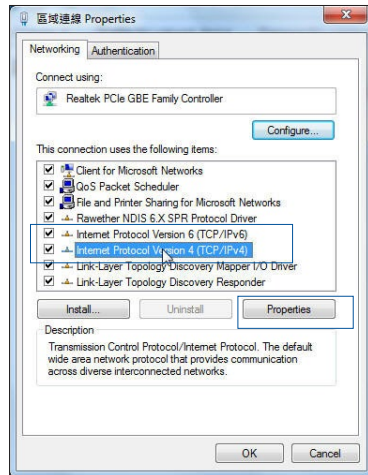 區域連線 Properties
Networking Authentication
Connect using:
Realtek PCIe GBE Family Controller
Configure...
This connection uses the following items:
Client for Microsoft Networks
QoS Packet Scheduler
File and Printer Sharing for Microsoft Networks
Rawether NDIS 6.X SPR Protocol Driver
Internet Protocol Version 6 (TCP/IPv6)
Internet Protocol Version 4 (TCP/IPv4)
Link-Layer Topology Discovery Mapper I/O Driver
Link-Layer Topology Discovery Responder
Install... Uninstall Properties
Description
Transmission Control Protocol/Internet Protocol. The default
wide area network protocol that provides communication
across diverse interconnected networks.
OK Cancel